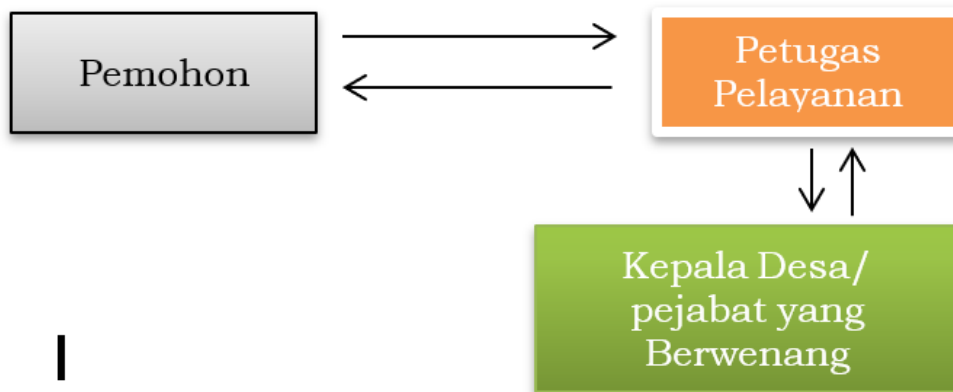 Pemohon
Petugas
Pelayanan
Kepala Desa/
pejabat yang
Berwenang